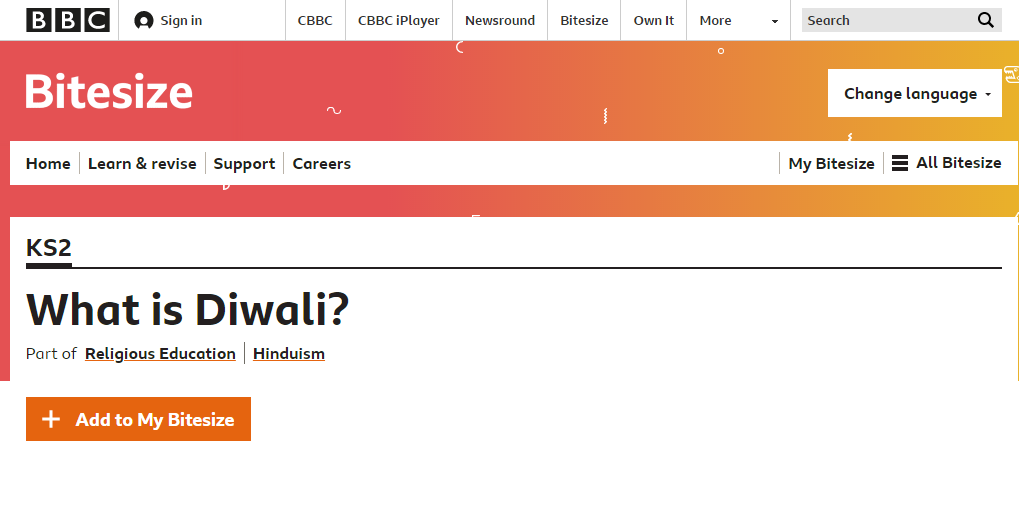 BBC Sign in CBBC CBBC iPlayer Newsround Bitesize Own It More Search
Bitesize
Change language
Home Learn & revise Support Careers My Bitesize All Bitesize
KS2
What is Diwali?
Part of Religious Education Hinduism
Add to My Bitesize